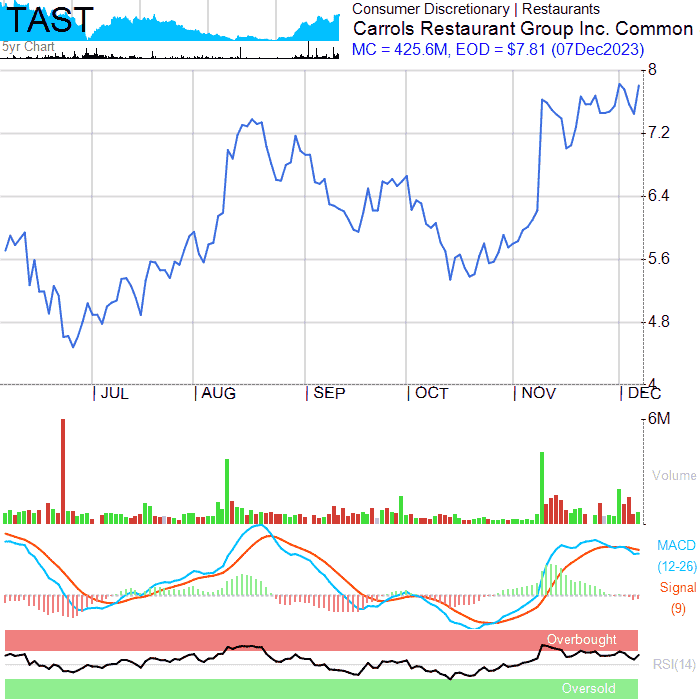 TAST
5yr Chart
Consumer Discretionary | Restaurants
Carrols Restaurant Group Inc. Common
MC = 425.6M, EOD = $7.81 (07Dec2023)
8
7.2
6.4
5.6
4.8
4
JUL AUG SEP OCT NOV DEC
6M
Volume
MACD
(12-26)
Signal
(9)
Overbought
RSI(14)
Oversold